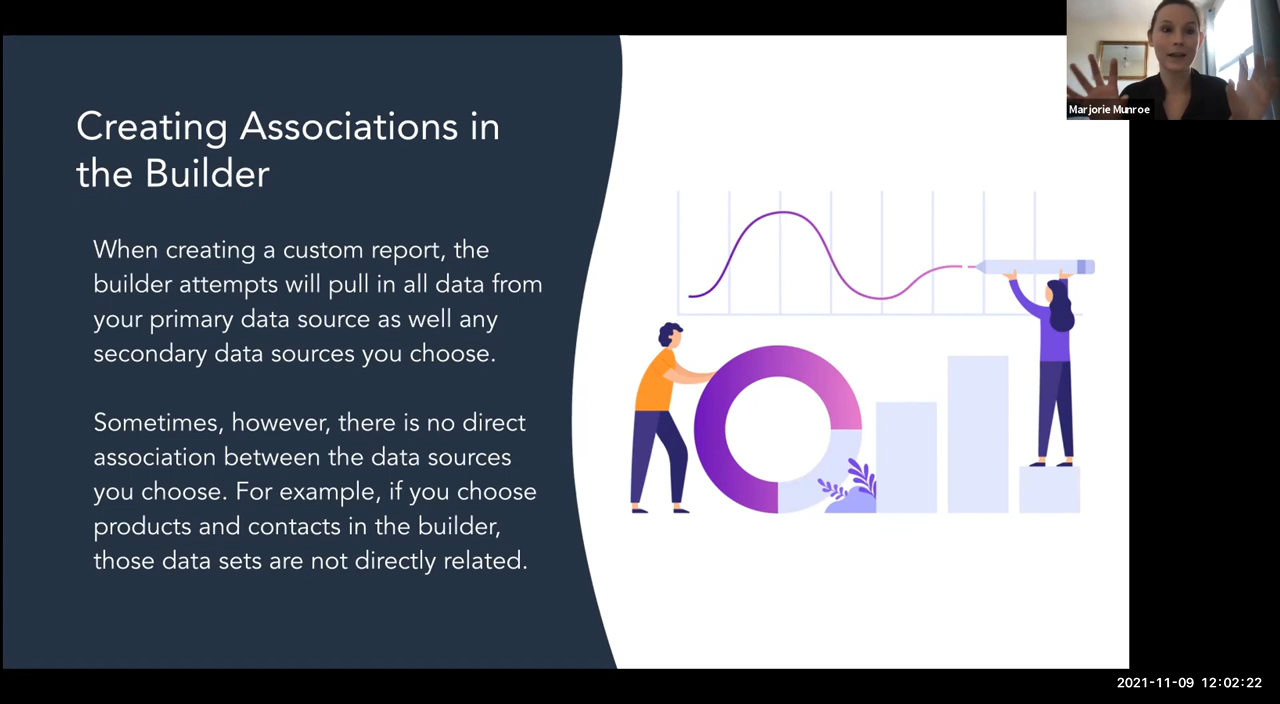 Creating Associations in
the Builder
When creating a custom report, the
builder attempts will pull in all data from
your primary data source as well any
secondary data sources you choose.
Sometimes, however, there is no direct
association between the data sources
you choose. For example, if you choose
products and contacts in the builder,
those data sets are not directly related.
Marjorie Munroe
2021-11-09 12:02:22